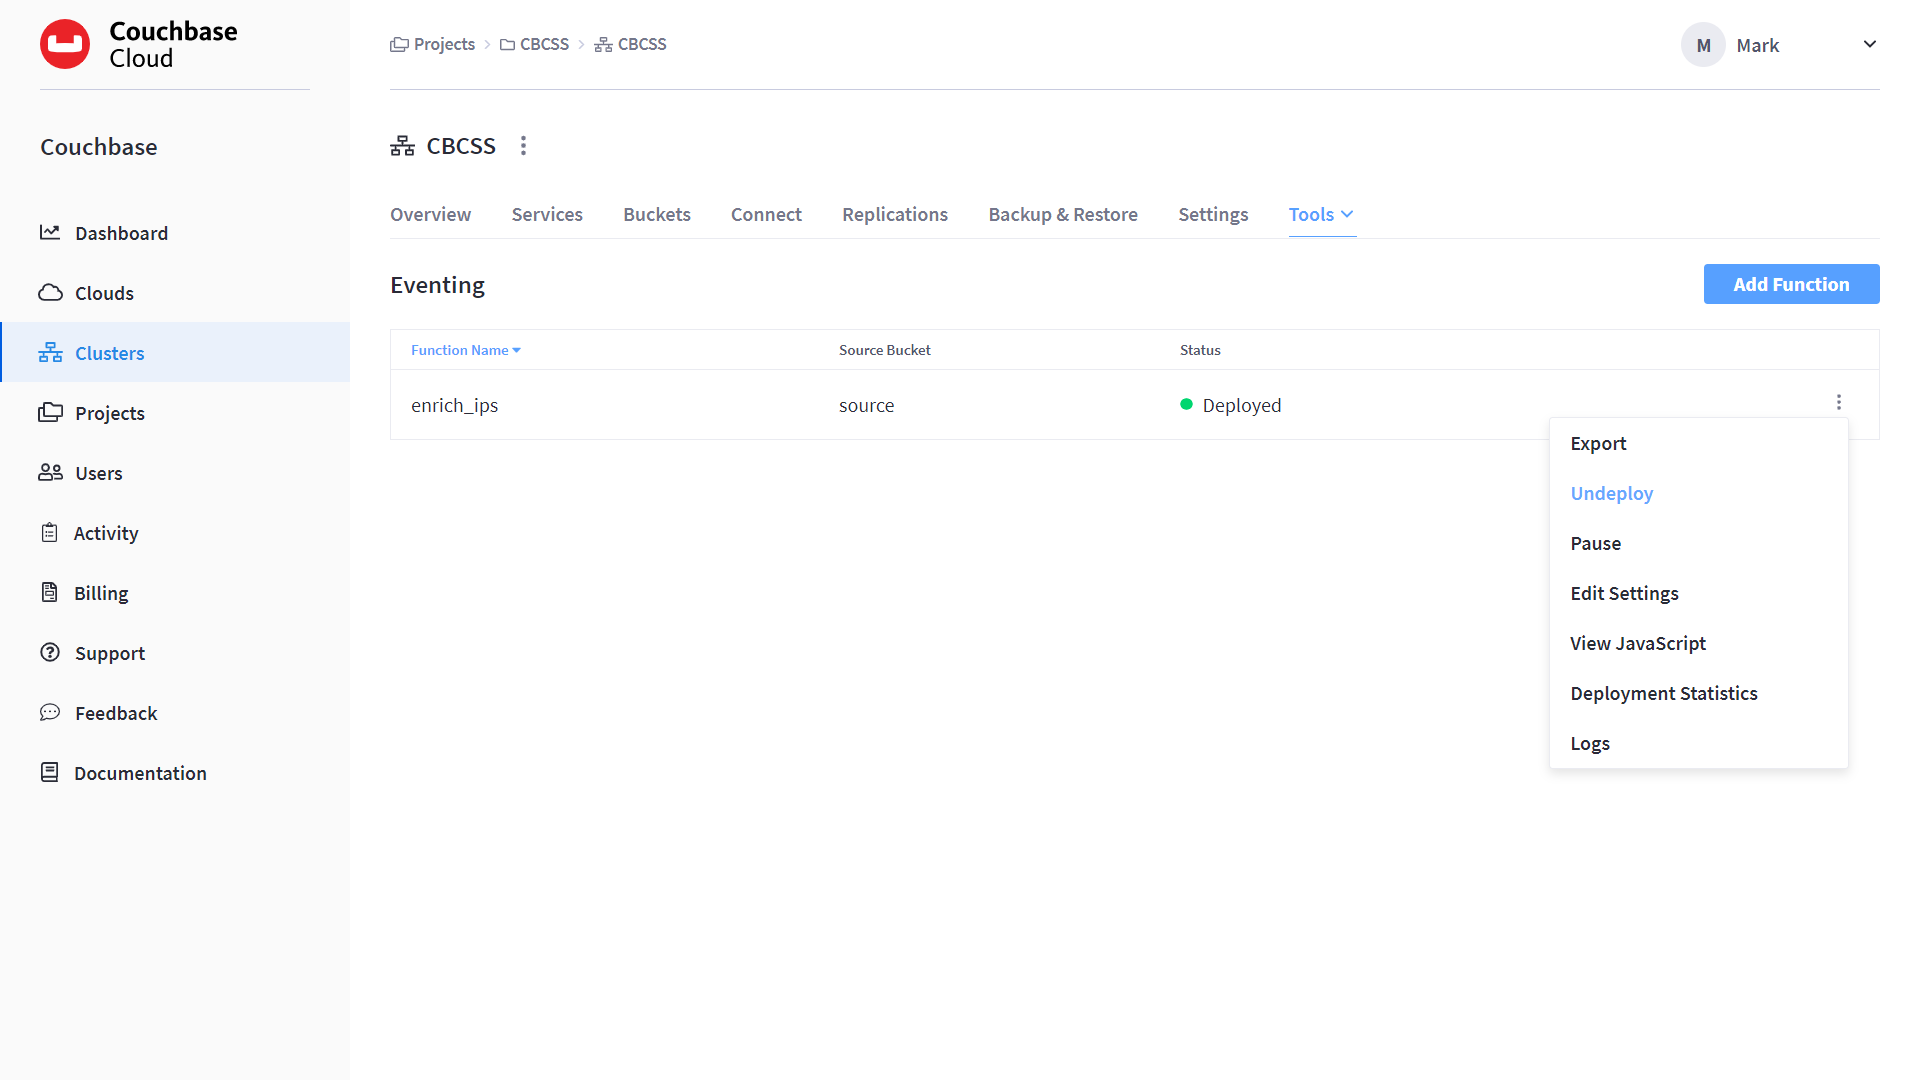 Couchbase
Cloud
Projects CBCSS CBCSS
M Mark
Couchbase
Dashboard
Clouds
Clusters
Projects
Users
Activity
Billing
Support
Feedback
Documentation
CBCSS
Overview Services Buckets Connect Replications Backup & Restore Settings Tools
Eventing
Add Function
Function Name Source Bucket Status
enrich_ips source Deployed
Export
Undeploy
Pause
Edit Settings
View JavaScript
Deployment Statistics
Logs